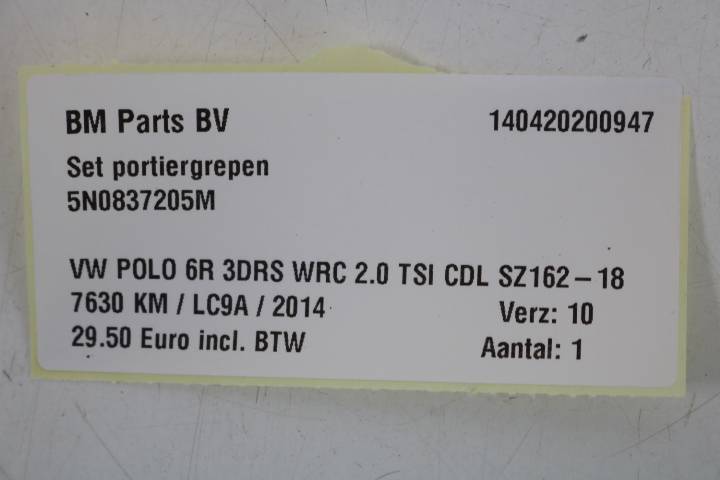 BM Parts BV 140420200947
Set portiergrepen
5N0837205M
VW POLO 6R 3DRS WRC 2.0 TSI CDL SZ162-18
7630 KM / LC9A / 2014 Verz: 10
29.50 Euro incl. BTW Aantal: 1